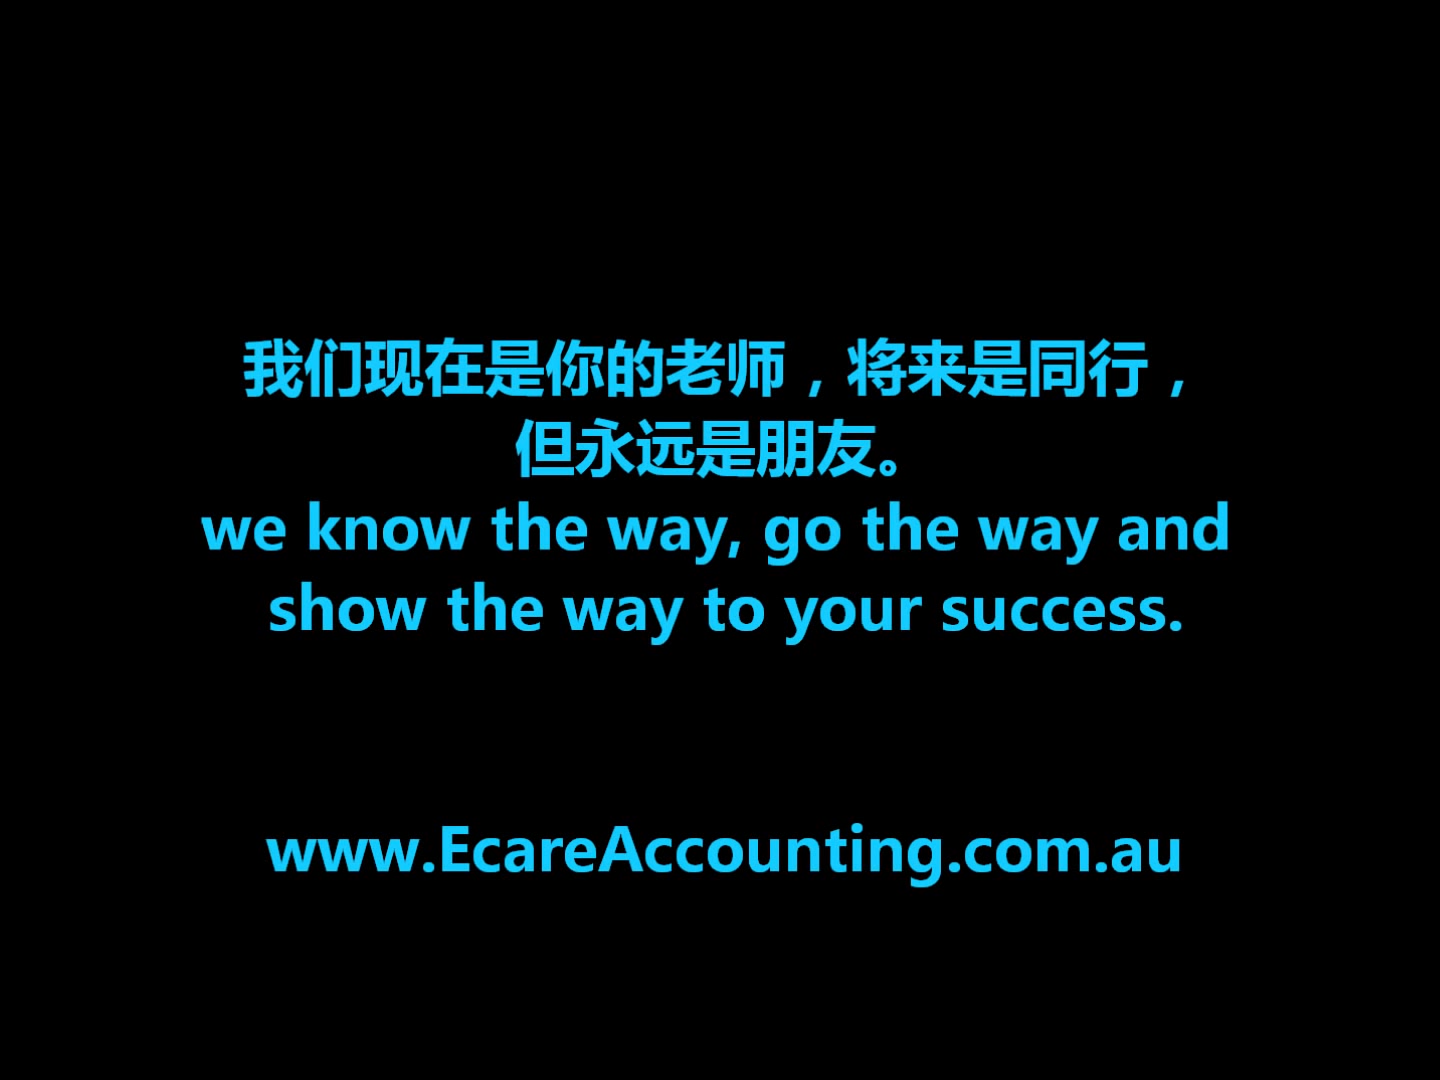 我们现在是你的老师，将来是同行，
但永远是朋友。
we know the way, go the way and
show the way to your success.
www.EcareAccounting.com.au